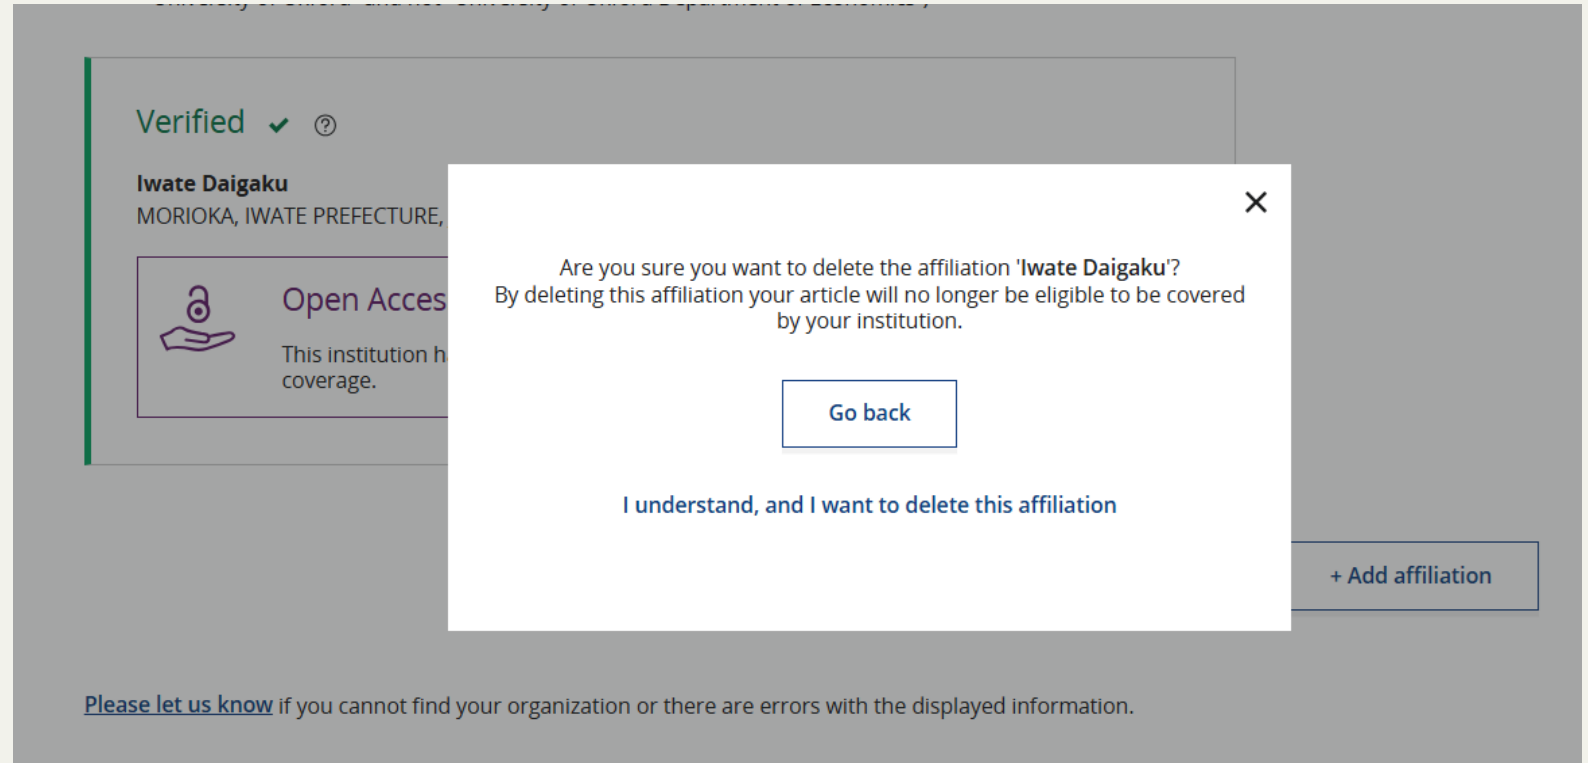 Verified
Iwate Daigaku
MORIOKA, IWATE PREFECTURE,
Open Acces
This institution h
coverage.
Are you sure you want to delete the affiliation 'Iwate Daigaku'?
By deleting this affiliation your article will no longer be eligible to be covered
by your institution.
Go back
I understand, and I want to delete this affiliation
+ Add affiliation
Please let us know if you cannot find your organization or there are errors with the displayed information.